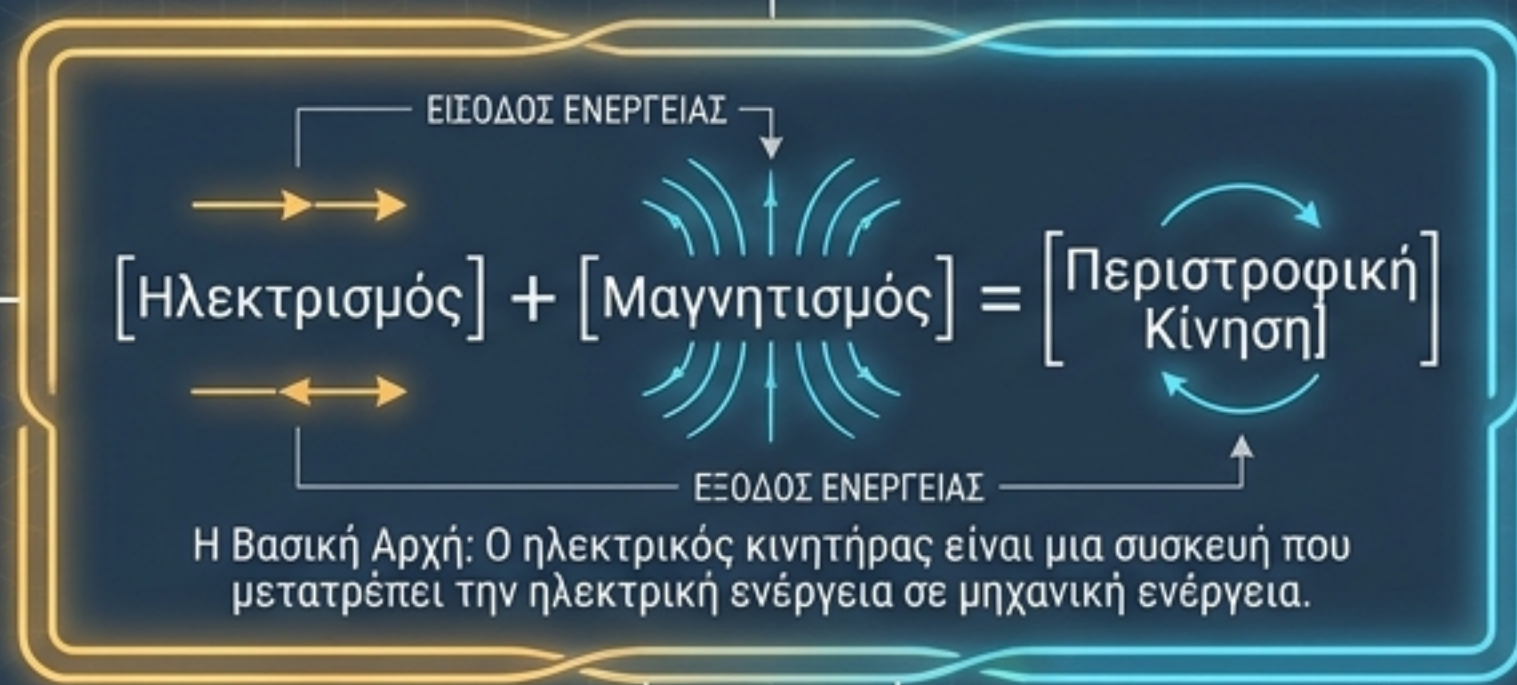 ΕΙΣΟΔΟΣ ΕΝΕΡΓΕΙΑΣ
[Ηλεκτρισμός] + [Μαγνητισμός] = [Περιστροφική
Κίνηση]]
ΕΞΟΔΟΣ ΕΝΕΡΓΕΙΑΣ
Η Βασική Αρχή: Ο ηλεκτρικός κινητήρας είναι μια συσκευή που
μετατρέπει την ηλεκτρική ενέργεια σε μηχανική ενέργεια.